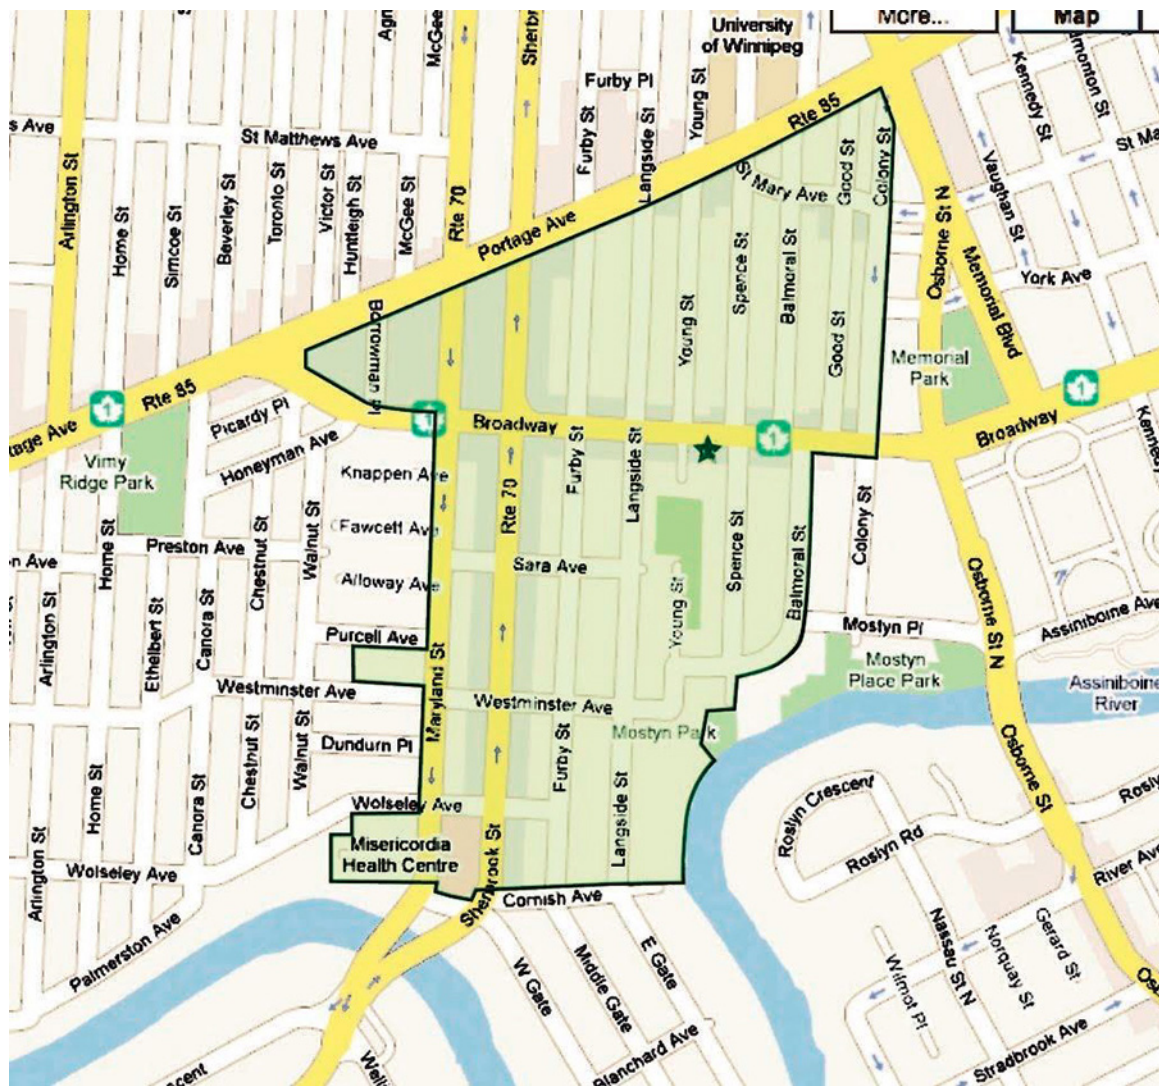 University
of Winnipeg
More...
Map
McGee
Furby Pl
Young St
Rte 85
Kennedy St
St Matthews Ave
Arlington St
Home St
Simcoe St
Beverley St
Toronto St
Victor St
Huntleigh St
McGee St
Rte 70
Furby St
Langside St
St Mary Ave
Good St
Colony St
Vaughan St
Portage Ave
Osborne St N
Memorial Blvd
York Ave
Borrowman Pl
Young St
Spence St
Balmoral St
Good St
Memorial
Park
1
Rte 85
1
1
1
Picardy Pl
Honeyman Ave
Broadway
Broadway
Vimy
Ridge Park
Knappen Ave
Fawcett Ave
Alloway Ave
Rte 70
Furby St
Langside St
Spence St
Young St
Balmoral St
Colony St
Home St
Preston Ave
Chestnut St
Walnut St
Sara Ave
Arlington St
Ethelbert St
Canora St
Purcell Ave
Mostyn Pl
Osborne St N
Assiniboine Ave
Westminster Ave
Maryland St
Westminster Ave
Mostyn
Place Park
Assiniboine
River
Mostyn Park
Dundurn Pl
Chestnut St
Walnut St
Furby St
Langside St
Osborne St
Home St
Canora St
Arlington St
Wolseley Ave
Wolseley Ave
Misericordia
Health Centre
Sherbrook St
Roslyn Crescent
Roslyn Rd
River Ave
Cornish Ave
Palmerston Ave
W Gate
Middle Gate
E Gate
Nassau St N
Norquay St
Gerard St
Wilmot Pl
Blanchard Ave
Stradbrook Ave